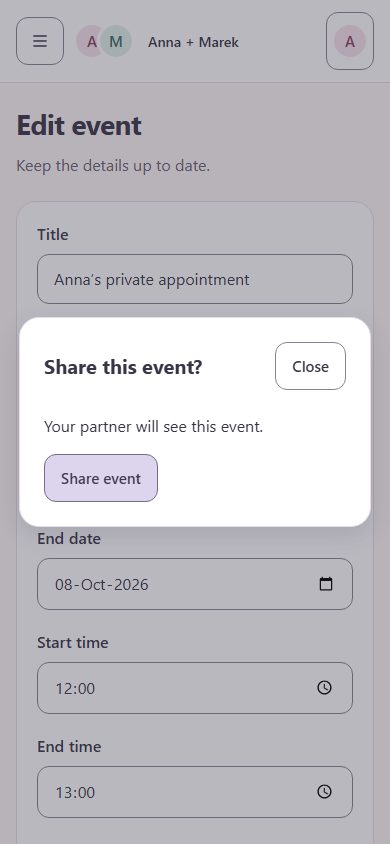 A M Anna + Marek A
Edit event
Keep the details up to date.
Title
Anna's private appointment
Share this event? Close
Your partner will see this event.
Share event
End date
08-Oct-2026
Start time
12:00
End time
13:00